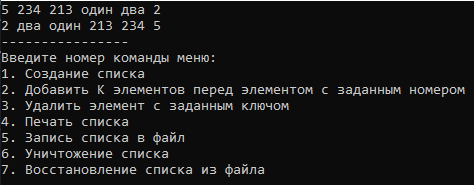 5 234 213 один два 2
2 два один 213 234 5
----------------
Введите номер команды меню:
1. Создание списка
2. Добавить К элементов перед элементом с заданным номером
3. Удалить элемент с заданным ключом
4. Печать списка
5. Запись списка в файл
6. Уничтожение списка
7. Восстановление списка из файла